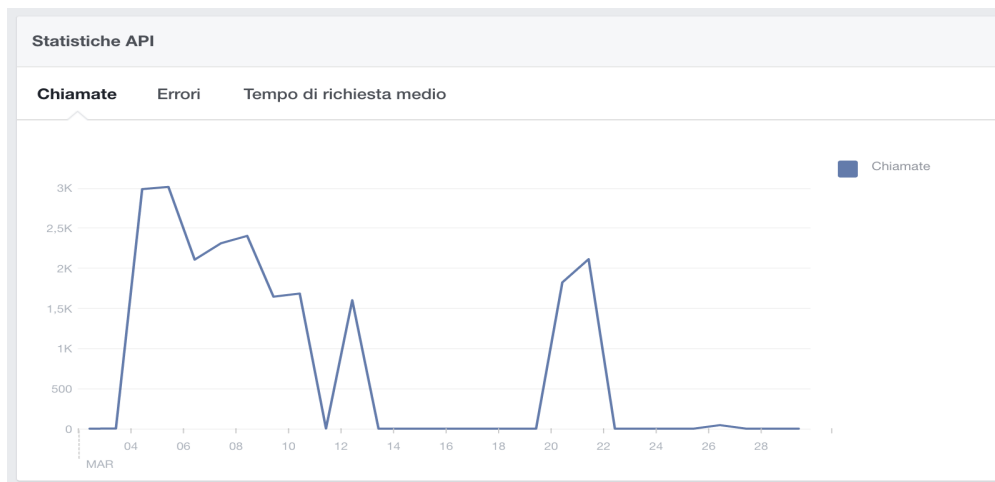 Statistiche API
Chiamate Errori Tempo di richiesta medio
Chiamate
3K
2,5K
2K
1,5K
1K
500
0
04 06 08 10 12 14 16 18 20 22 24 26 28
MAR